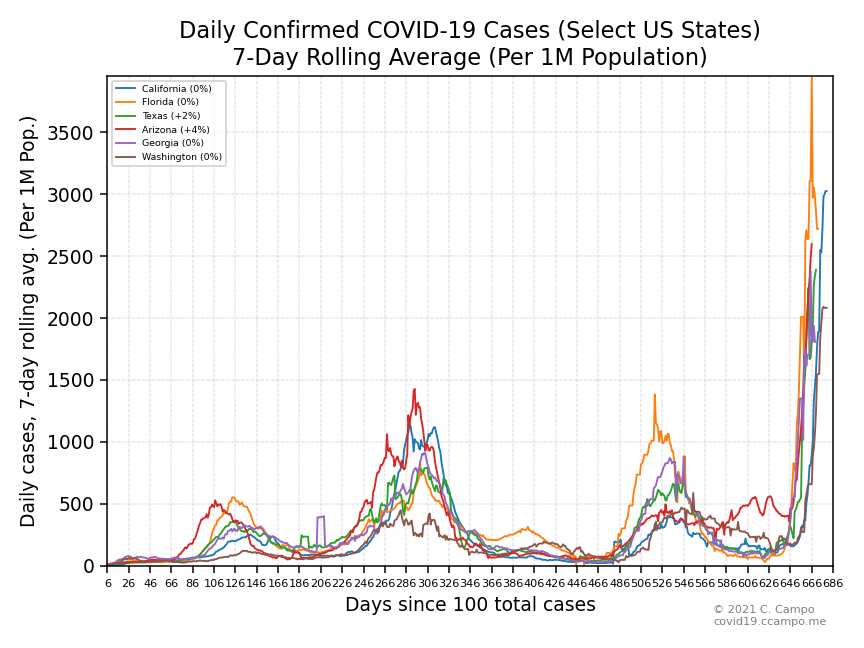 Daily Confirmed COVID-19 Cases (Select US States)
7-Day Rolling Average (Per 1M Population)
California (0%)
Florida (0%)
Texas (+2%)
Arizona (+4%)
Georgia (0%)
Washington (0%)
Daily cases, 7-day rolling avg. (Per 1M Pop.)
3500
3000
2500
2000
1500
1000
500
0
6 26 46 66 86 106 126 146 166 186 206 226 246 266 286 306 326 346 366 386 406 426 446 466 486 506 526 546 566 586 606 626 646 666 686
Days since 100 total cases
© 2021 C. Campo
covid19.ccampo.me